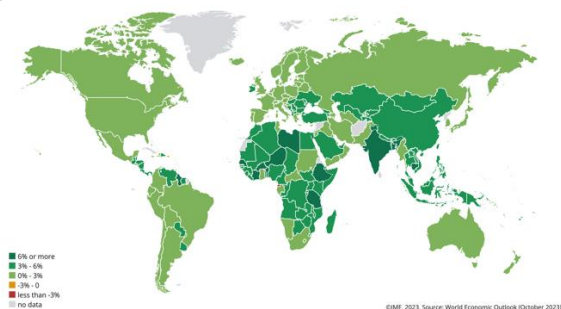 6% or more
3% - 6%
0% - 3%
-3% - 0
less than -3%
no data
©IMF, 2023, Source: World Economic Outlook (October 2023)